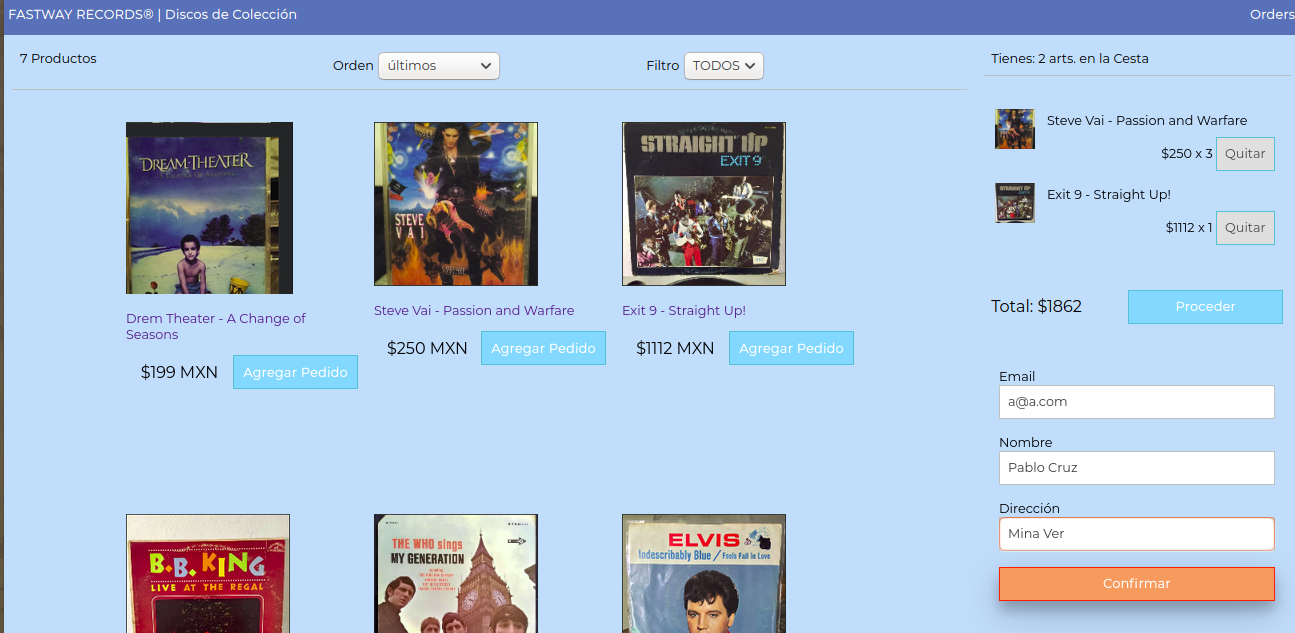 FASTWAY RECORDS® | Discos de Colección
Orders
7 Productos
Orden últimos
Filtro TODOS
DREAM THEATER
STEVE
VAI
STRAIGHT UP
EXIT 9
Drem Theater - A Change of
Seasons
$199 MXN Agregar Pedido
Steve Vai - Passion and Warfare
$250 MXN Agregar Pedido
Exit 9 - Straight Up!
$1112 MXN Agregar Pedido
B.B. KING
LIVE AT THE REGAL
THE WHO sings
MY GENERATION
ELVIS
Indescribably Blue / Fools Fall in Love
Tienes: 2 arts. en la Cesta
Steve Vai - Passion and Warfare
$250 x 3 Quitar
STRAIGHT UP
Exit 9 - Straight Up!
$1112 x 1 Quitar
Total: $1862 Proceder
Email
a@a.com
Nombre
Pablo Cruz
Dirección
Mina Ver
Confirmar